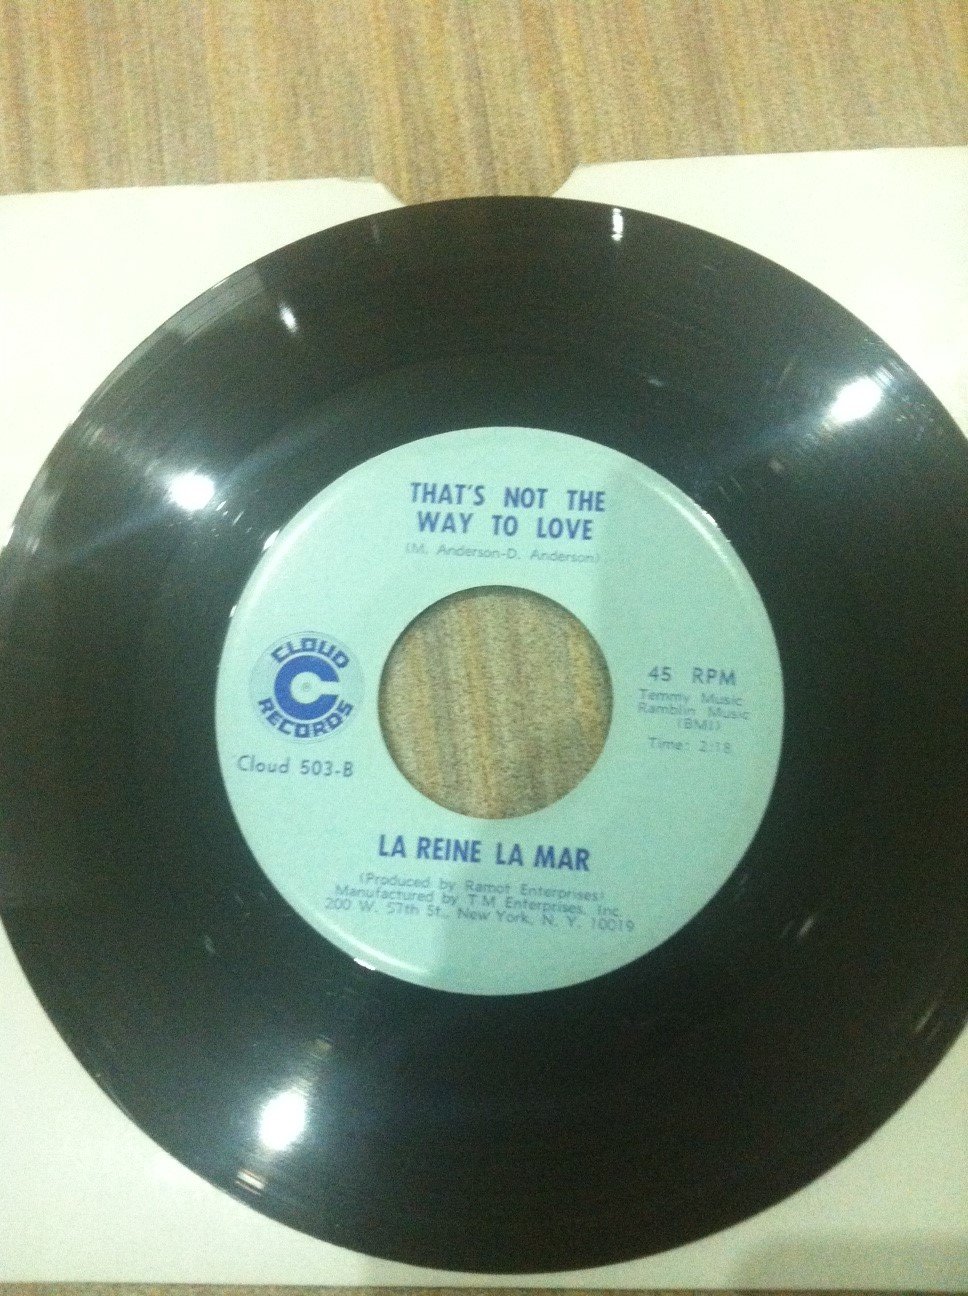 THAT'S NOT THE
WAY TO LOVE
(M. Anderson-D. Anderson)
CLOUD
C
RECORDS
Cloud 503-B
45 RPM
Temmy Music
Ramblin Music
(BMI)
Time: 2:18
LA REINE LA MAR
(Produced by Ramot Enterprises)
Manufactured by T M Enterprises, Inc.
200 W. 57th St., New York, N. Y. 10019